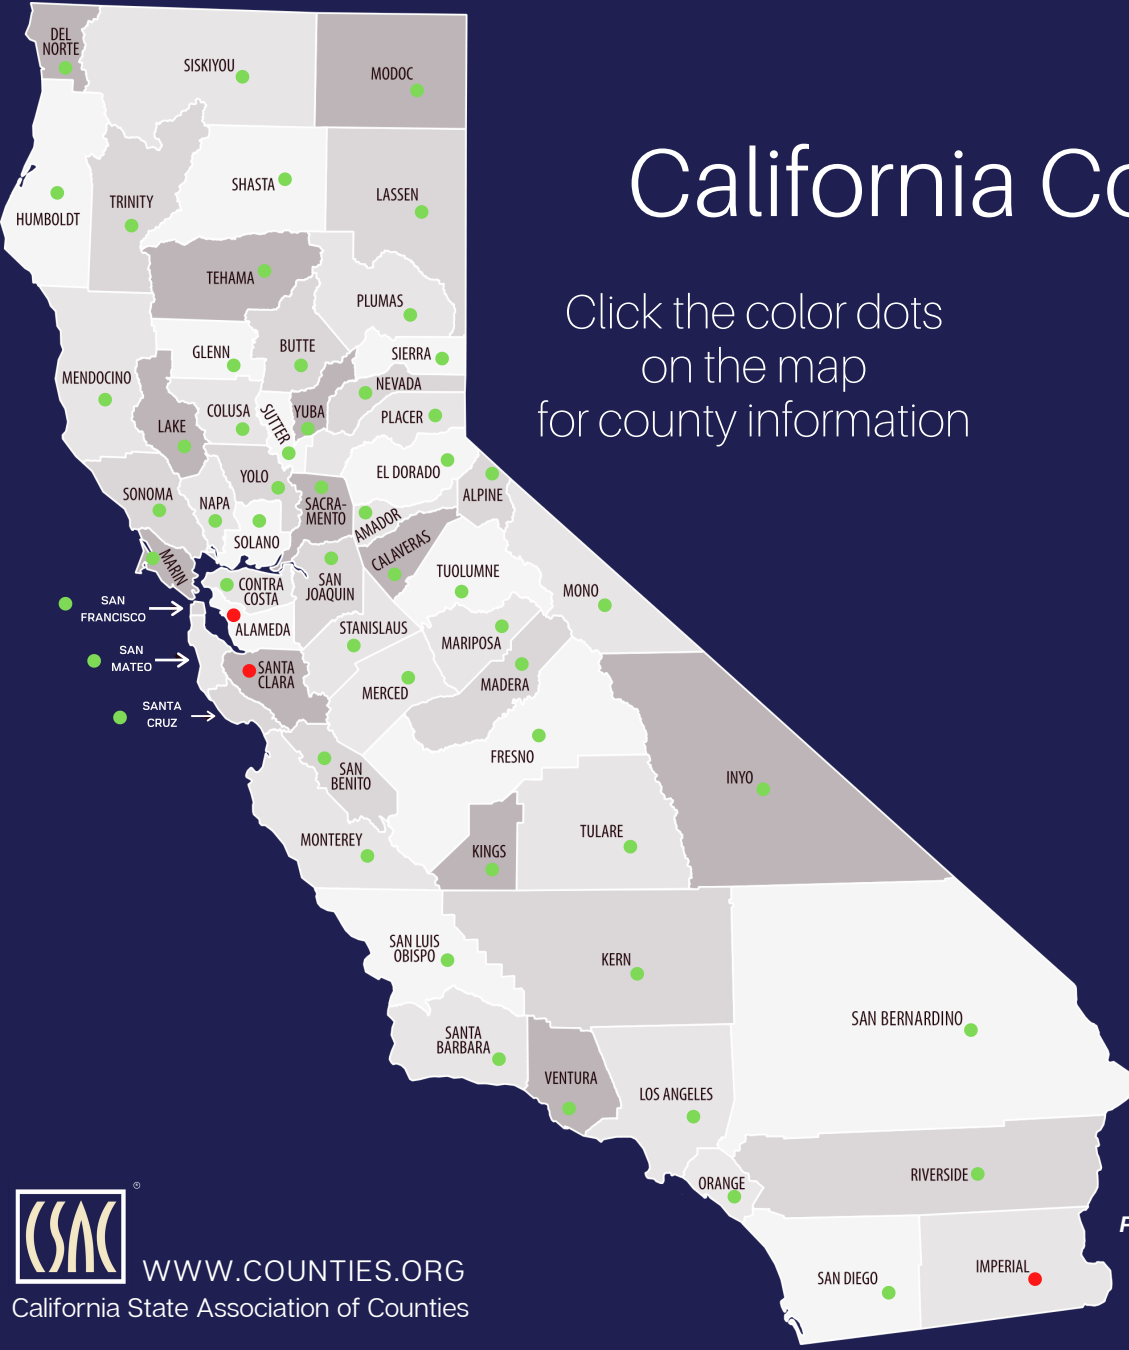 DEL
NORTE
SISKIYOU
MODOC
California Co
SHASTA
LASSEN
TRINITY
HUMBOLDT
TEHAMA
PLUMAS
Click the color dots
on the map
for county information
GLENN
BUTTE
SIERRA
MENDOCINO
NEVADA
COLUSA
SUTTER
YUBA
PLACER
LAKE
YOLO
EL DORADO
SONOMA
NAPA
SACRA-
MENTO
ALPINE
AMADOR
SOLANO
CALAVERAS
MARIN
TUOLUMNE
CONTRA
COSTA
SAN
JOAQUIN
MONO
SAN
FRANCISCO
ALAMEDA
STANISLAUS
MARIPOSA
SAN
MATEO
SANTA
CLARA
MERCED
MADERA
SANTA
CRUZ
FRESNO
SAN
BENITO
INYO
MONTEREY
TULARE
KINGS
SAN LUIS
OBISPO
KERN
SAN BERNARDINO
SANTA
BARBARA
VENTURA
LOS ANGELES
ORANGE
RIVERSIDE
F
CSAC ®
SAN DIEGO
IMPERIAL
WWW.COUNTIES.ORG
California State Association of Counties